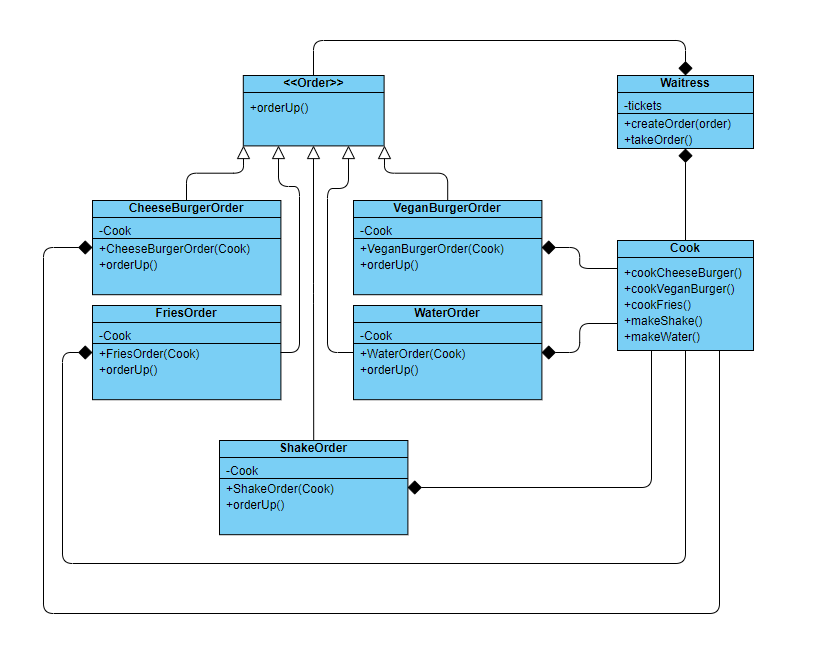 <<Order>>
+orderUp()
Waitress
-tickets
+createOrder(order)
+takeOrder()
CheeseBurgerOrder
-Cook
+CheeseBurgerOrder(Cook)
+orderUp()
VeganBurgerOrder
-Cook
+VeganBurgerOrder(Cook)
+orderUp()
Cook
+cookCheeseBurger()
+cookVeganBurger()
+cookFries()
+makeShake()
+makeWater()
FriesOrder
-Cook
+FriesOrder(Cook)
+orderUp()
WaterOrder
-Cook
+WaterOrder(Cook)
+orderUp()
ShakeOrder
-Cook
+ShakeOrder(Cook)
+orderUp()